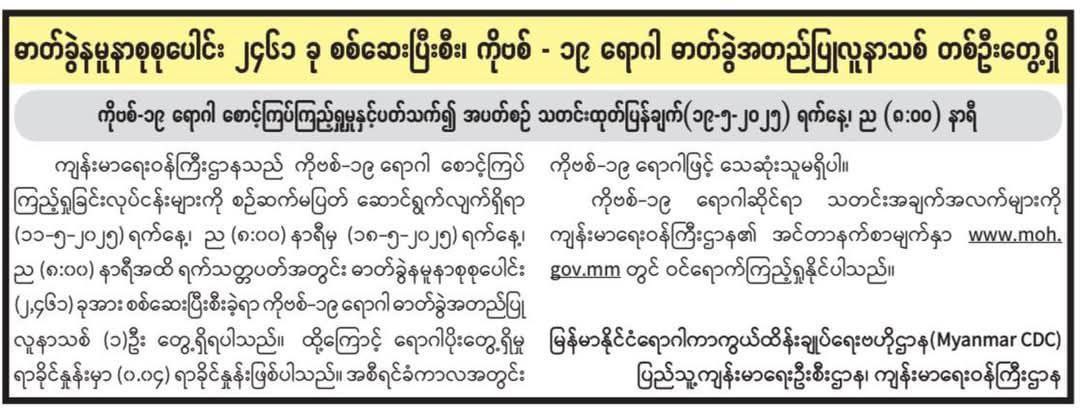 ဓာတ်ခွဲနမူနာစုစုပေါင်း ၂၄၆၁ ခု စစ်ဆေးပြီးစီး၊ ကိုဗစ် - ၁၉ ရောဂါ ဓာတ်ခွဲအတည်ပြုလူနာသစ် တစ်ဦးတွေ့ရှိ
ကိုဗစ်-၁၉ ရောဂါ စောင့်ကြပ်ကြည့်ရှုမှုနှင့်ပတ်သက်၍ အပတ်စဉ် သတင်းထုတ်ပြန်ချက်(၁၉-၅-၂၀၂၅) ရက်နေ့၊ ည (၈:၀၀) နာရီ
ကျန်းမာရေးဝန်ကြီးဌာနသည် ကိုဗစ်-၁၉ ရောဂါ စောင့်ကြပ်
ကြည့်ရှုခြင်းလုပ်ငန်းများကို စဉ်ဆက်မပြတ် ဆောင်ရွက်လျက်ရှိရာ
(၁၁-၅-၂၀၂၅) ရက်နေ့၊ ည (၈:၀၀) နာရီမှ (၁၈-၅-၂၀၂၅) ရက်နေ့၊
ည (၈:၀၀) နာရီအထိ ရက်သတ္တပတ်အတွင်း ဓာတ်ခွဲနမူနာစုစုပေါင်း
(၂,၄၆၁) ခုအား စစ်ဆေးပြီးစီးခဲ့ရာ ကိုဗစ်-၁၉ ရောဂါ ဓာတ်ခွဲအတည်ပြု
လူနာသစ် (၁)ဦး တွေ့ရှိရပါသည်။ ထို့ကြောင့် ရောဂါပိုးတွေ့ရှိမှု
ရာခိုင်နှုန်းမှာ (၀.၀၄) ရာခိုင်နှုန်းဖြစ်ပါသည်။ အစီရင်ခံကာလအတွင်း
ကိုဗစ်-၁၉ ရောဂါဖြင့် သေဆုံးသူမရှိပါ။
ကိုဗစ်-၁၉ ရောဂါဆိုင်ရာ သတင်းအချက်အလက်များကို
ကျန်းမာရေးဝန်ကြီးဌာန၏ အင်တာနက်စာမျက်နှာ www.moh.
gov.mm တွင် ဝင်ရောက်ကြည့်ရှုနိုင်ပါသည်။
မြန်မာနိုင်ငံရောဂါကာကွယ်ထိန်းချုပ်ရေးဗဟိုဌာန(Myanmar CDC)
ပြည်သူ့ကျန်းမာရေးဦးစီးဌာန၊ ကျန်းမာရေးဝန်ကြီးဌာန